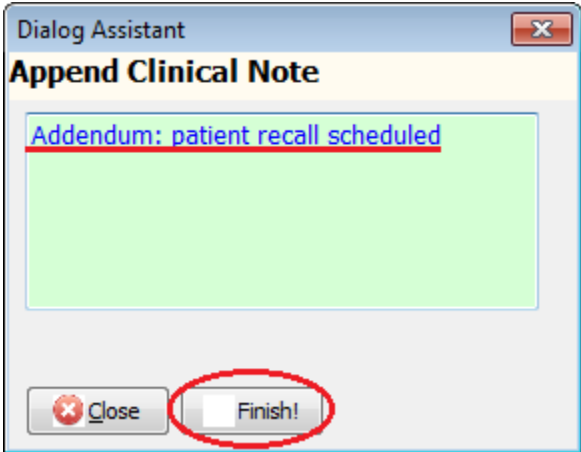 Dialog Assistant
Append Clinical Note
Addendum: patient recall scheduled
Close
Finish!